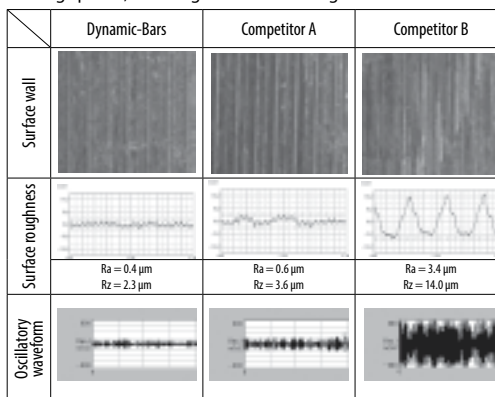 Dynamic-Bars
Competitor A
Competitor B
Surface wall
Surface roughness
Ra = 0.4 µm
Rz = 2.3 µm
Ra = 0.6 µm
Rz = 3.6 µm
Ra = 3.4 µm
Rz = 14.0 µm
Oscillatory
waveform